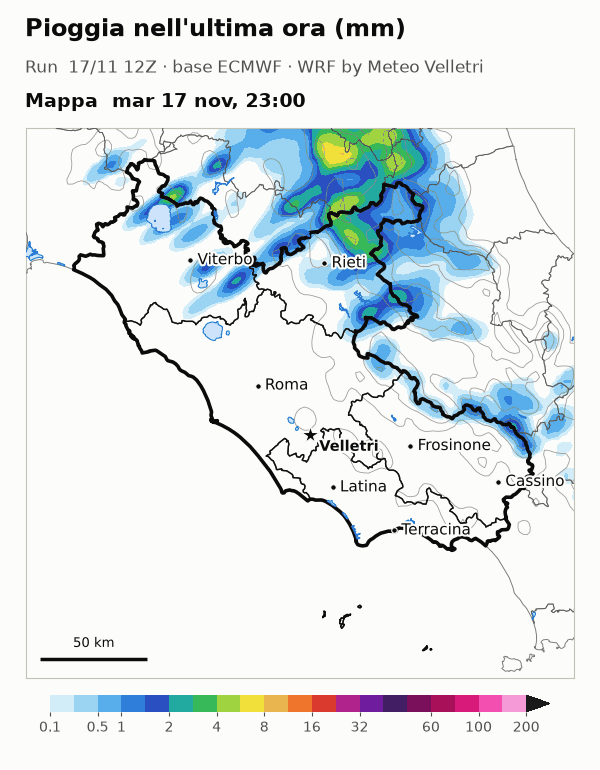 Pioggia nell'ultima ora (mm)
Run  17/11 12Z · base ECMWF · WRF by Meteo Velletri
Mappa  mar 17 nov, 23:00
Viterbo
Rieti
Roma
Velletri
Frosinone
Latina
Cassino
Terracina
50 km
0.1 0.5 1 2 4 8 16 32 60 100 200